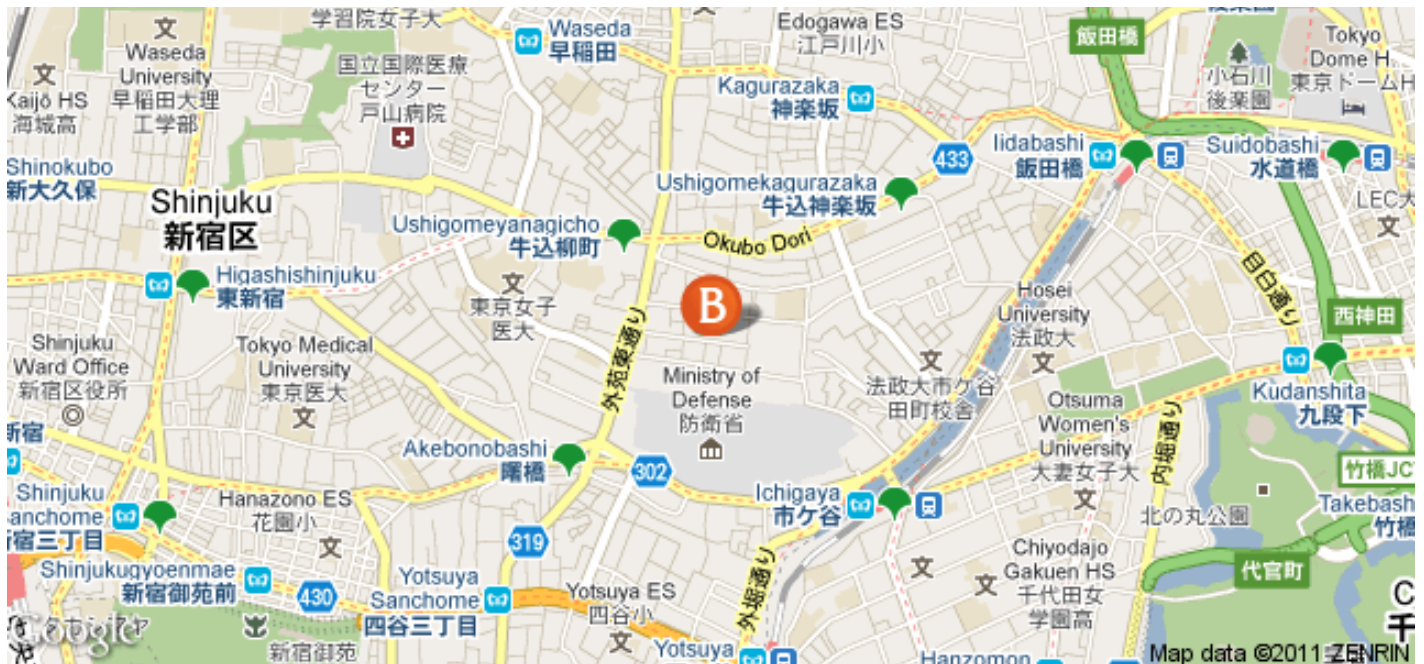 学習院女子大
Waseda
早稲田
Edogawa ES
江戸川小
飯田橋
Tokyo
Dome H.
東京ドームH
小石川
後楽園
Waseda
University
早稲田大理
工学部
Kaijō HS
海城高
国立国際医療
センター
戸山病院
Kagurazaka
神楽坂
433
Iidabashi
飯田橋
Suidobashi
水道橋
Shinokubo
新大久保
Shinjuku
新宿区
Ushigomekagurazaka
牛込神楽坂
LEC大
Ushigomeyanagicho
牛込柳町
Okubo Dori
目白通り
Higashishinjuku
東新宿
東京女子
医大
B
Hosei
University
法政大
西神田
Shinjuku
Ward Office
新宿区役所
Tokyo Medical
University
東京医大
外苑東通り
Ministry of
Defense
防衛省
法政大市ケ谷
田町校舎
Otsuma
Women's
University
大妻女子大
Kudanshita
九段下
内堀通り
新宿
Akebonobashi
曙橋
302
竹橋JC
Shinjuku
Sanchome
宿三丁目
Hanazono ES
花園小
Ichigaya
市ケ谷
北の丸公園
Takebash
竹橋
319
Shinjukugyoenmae
新宿御苑前
430
Yotsuya
Sanchome
四谷三丁目
Yotsuya ES
四谷小
外堀通り
Chiyodajo
Gakuen HS
千代田女
学園高
代官町
C
千
Google
新宿御苑
Yotsuya
Hanzomon
Map data ©2011 ZENRIN